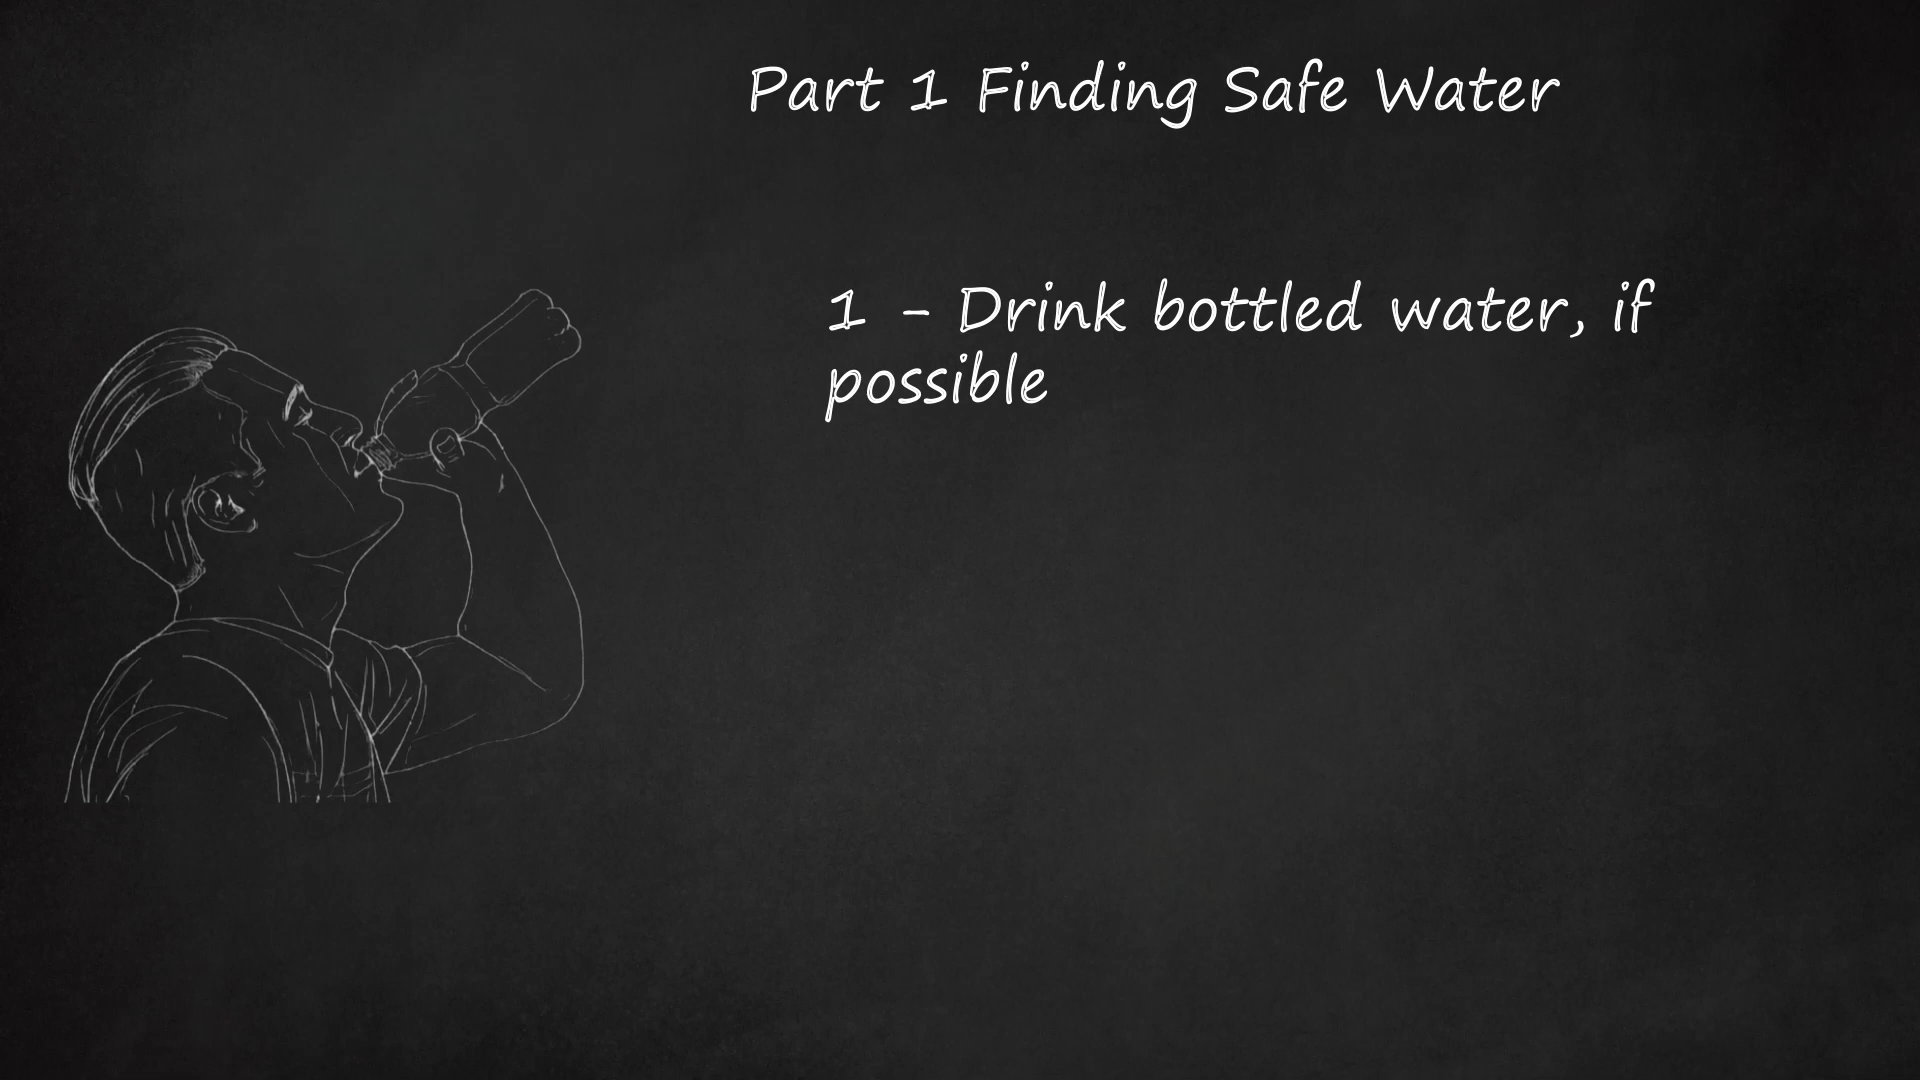 Part 1 Finding Safe Water
1 - Drink bottled water, if
possible